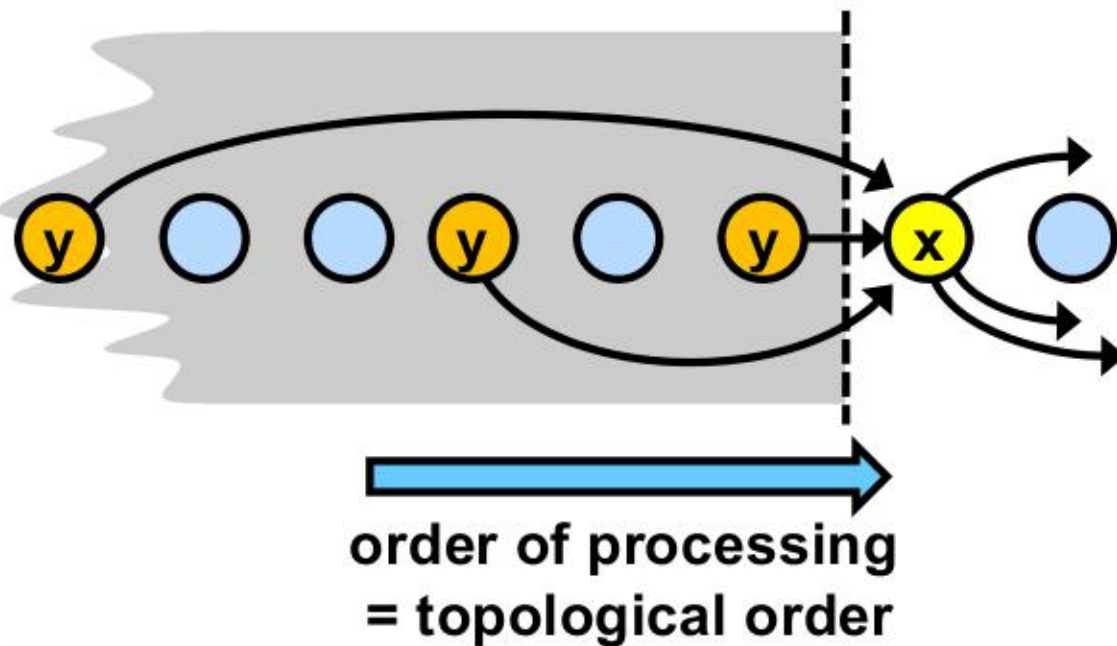 y
y
y
x
order of processing
= topological order